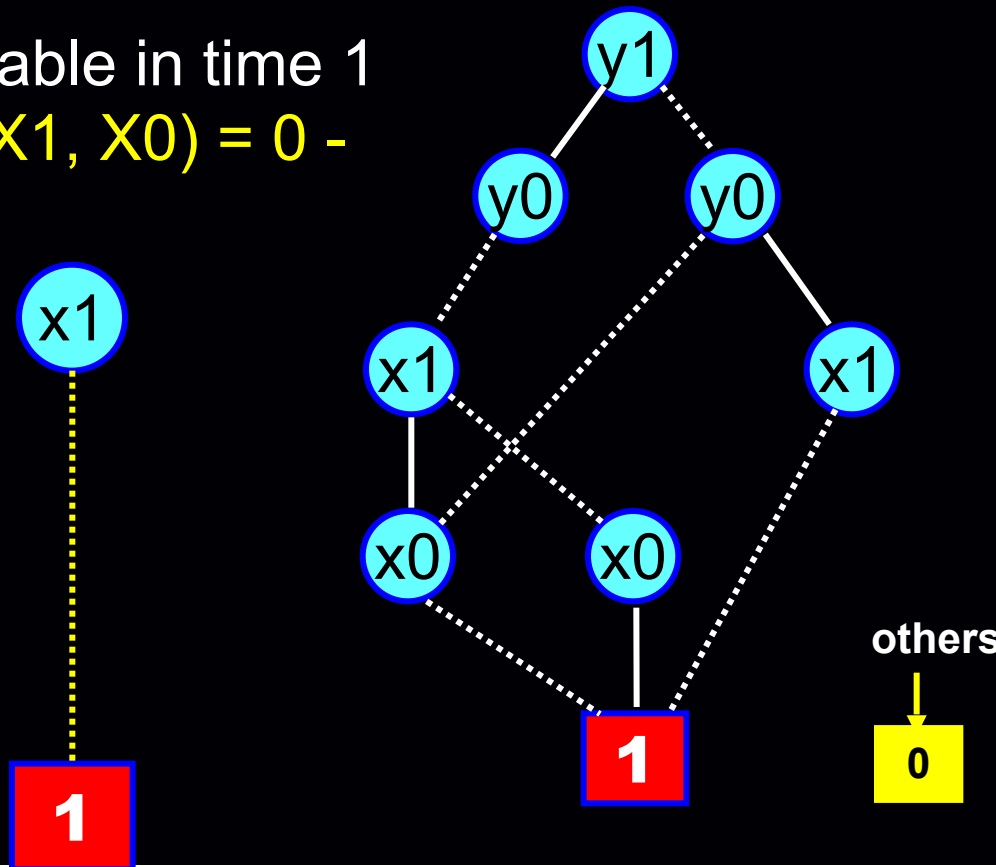 able in time 1
X1, X0) = 0 -
y1
y0 y0
x1
x1 x1
x0 x0
others
1
0
1